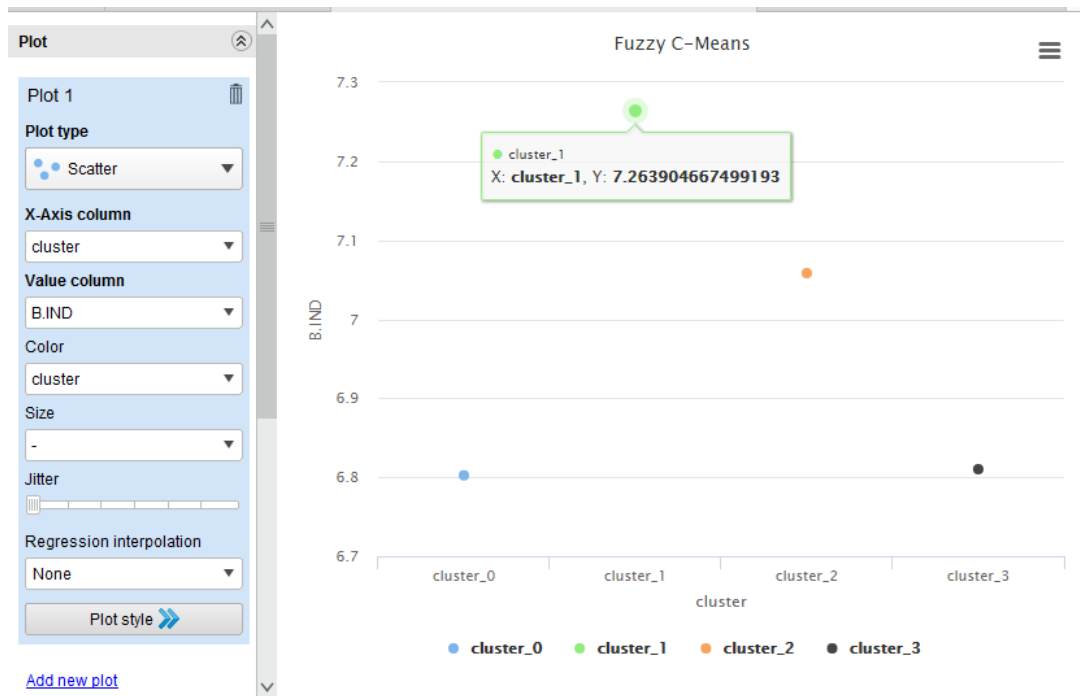 Plot
Plot 1
Plot type
Scatter
X-Axis column
cluster
Value column
B.IND
Color
cluster
Size
-
Jitter
Regression interpolation
None
Plot style
Add new plot
Fuzzy C-Means
7.3
7.2
7.1
7
6.9
6.8
6.7
B.IND
cluster_1
X: cluster_1, Y: 7.263904667499193
cluster_0 cluster_1 cluster_2 cluster_3
cluster
cluster_0 cluster_1 cluster_2 cluster_3